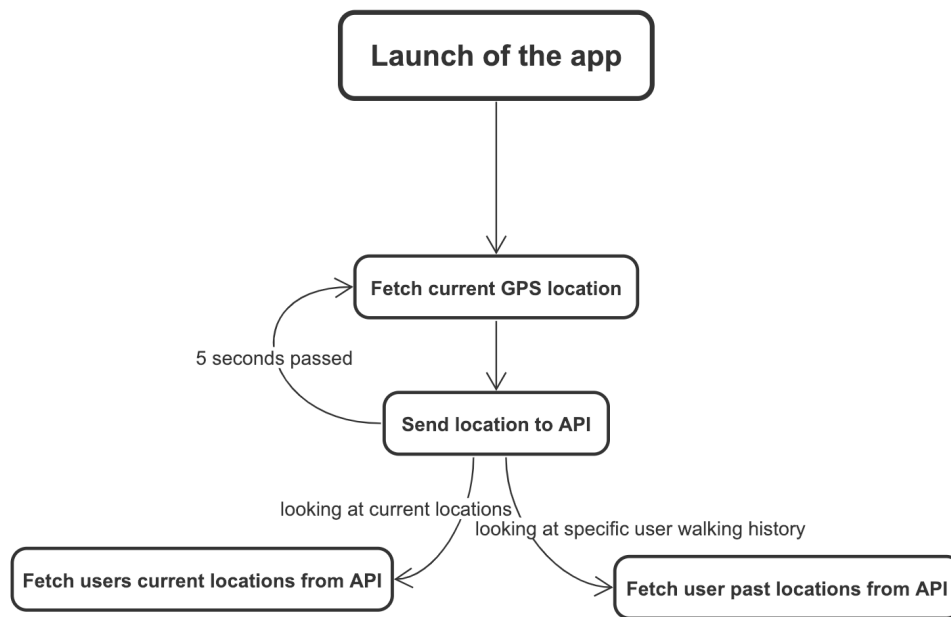 Launch of the app
Fetch current GPS location
5 seconds passed
Send location to API
looking at current locations
looking at specific user walking history
Fetch users current locations from API
Fetch user past locations from API